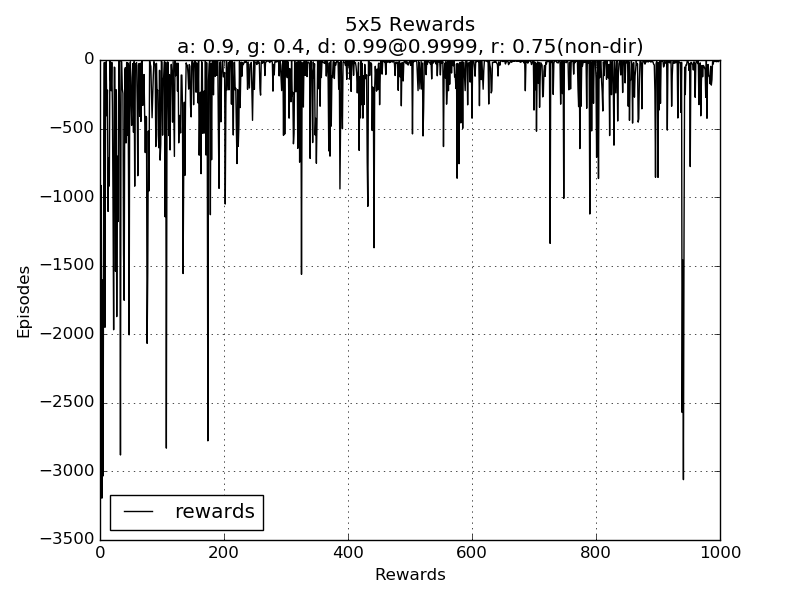 5x5 Rewards
a: 0.9, g: 0.4, d: 0.99@0.9999, r: 0.75(non-dir)
0
−500
−1000
−1500
−2000
−2500
−3000
−3500
Episodes
rewards
0 200 400 600 800 1000
Rewards